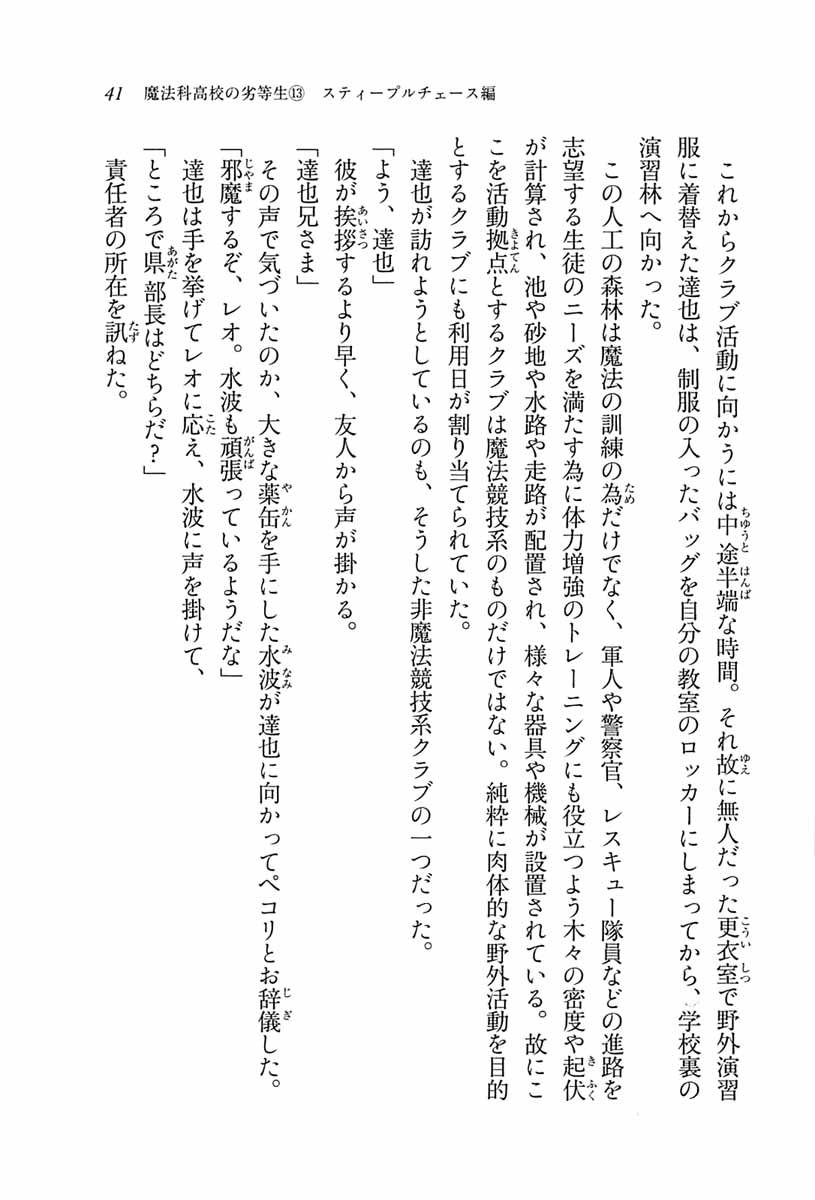 41　魔法科高校の劣等生⑬　スティープルチェース編
　これからクラブ活動に向かうには中途半端な時間。それ故に無人だった更衣室で野外演習
服に着替えた達也は、制服の入ったバッグを自分の教室のロッカーにしまってから、学校裏の
演習林へ向かった。
　この人工の森林は魔法の訓練の為だけでなく、軍人や警察官、レスキュー隊員などの進路を
志望する生徒のニーズを満たす為に体力増強のトレーニングにも役立つよう木々の密度や起伏
が計算され、池や砂地や水路や走路が配置され、様々な器具や機械が設置されている。故にこ
こを活動拠点とするクラブは魔法競技系のものだけではない。純粋に肉体的な野外活動を目的
とするクラブにも利用日が割り当てられていた。
　達也が訪れようとしているのも、そうした非魔法競技系クラブの一つだった。
「よう、達也」
　彼が挨拶するより早く、友人から声が掛かる。
「達也兄さま」
　その声で気づいたのか、大きな薬缶を手にした水波が達也に向かってペコリとお辞儀した。
「邪魔するぞ、レオ。水波も頑張っているようだな」
　達也は手を挙げてレオに応え、水波に声を掛けて、
「ところで県部長はどちらだ？」
　責任者の所在を訊ねた。